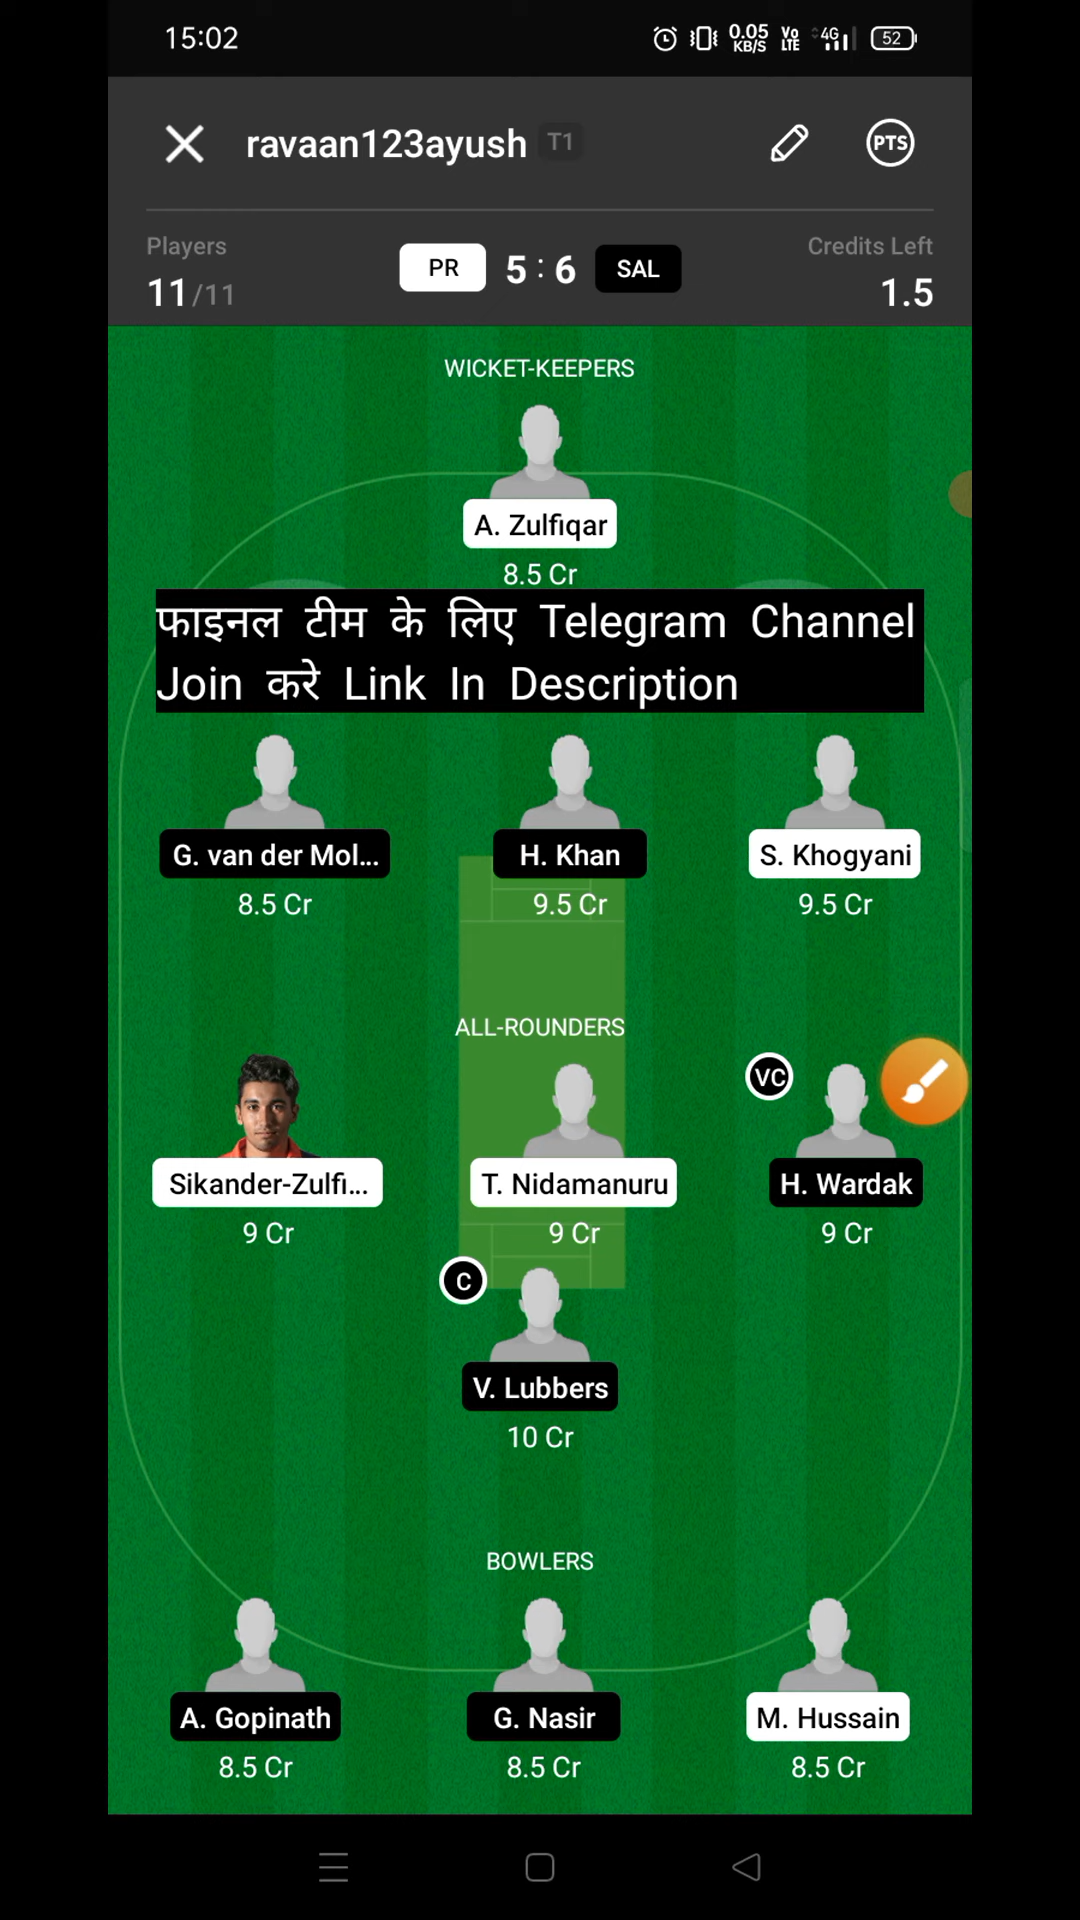 15:02 0.05 KB/S Vo LTE 4G 52
ravaan123ayush T1 PTS
Players Credits Left
11/11 PR 5 : 6 SAL 1.5
WICKET-KEEPERS
A. Zulfiqar
8.5 Cr
फाइनल टीम के लिए Telegram Channel
Join करे Link In Description
G. van der Mol... H. Khan S. Khogyani
8.5 Cr 9.5 Cr 9.5 Cr
ALL-ROUNDERS
VC
Sikander-Zulfi... T. Nidamanuru H. Wardak
9 Cr 9 Cr 9 Cr
C
V. Lubbers
10 Cr
BOWLERS
A. Gopinath G. Nasir M. Hussain
8.5 Cr 8.5 Cr 8.5 Cr